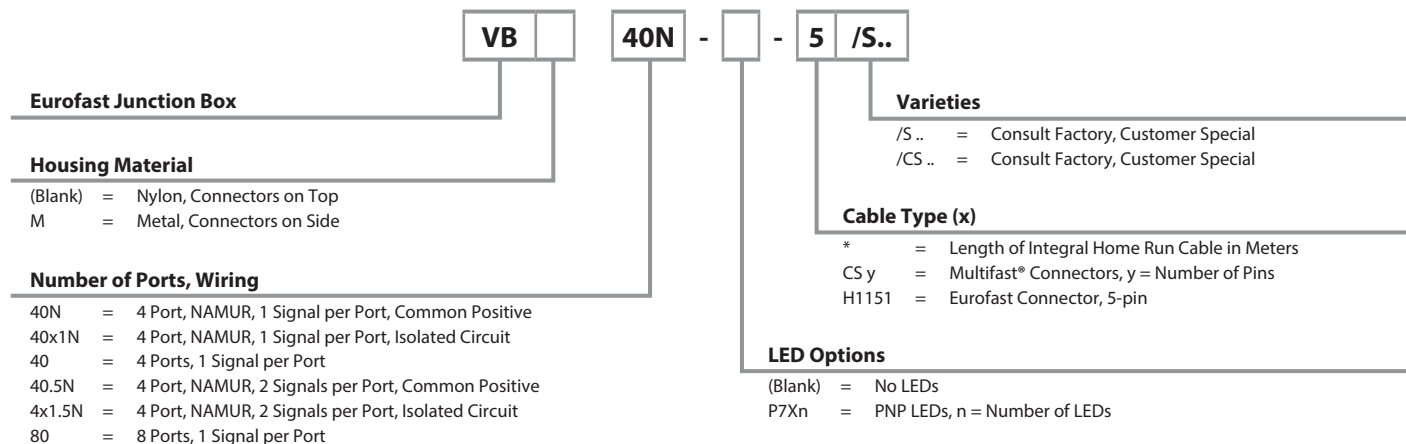 VB 40N - - 5 /S..
Eurofast Junction Box
Housing Material
(Blank) = Nylon, Connectors on Top
M = Metal, Connectors on Side
Number of Ports, Wiring
40N = 4 Port, NAMUR, 1 Signal per Port, Common Positive
40x1N = 4 Port, NAMUR, 1 Signal per Port, Isolated Circuit
40 = 4 Ports, 1 Signal per Port
40.5N = 4 Port, NAMUR, 2 Signals per Port, Common Positive
4x1.5N = 4 Port, NAMUR, 2 Signals per Port, Isolated Circuit
80 = 8 Ports, 1 Signal per Port
Varieties
/S .. = Consult Factory, Customer Special
/CS .. = Consult Factory, Customer Special
Cable Type (x)
* = Length of Integral Home Run Cable in Meters
CS y = Multifast® Connectors, y = Number of Pins
H1151 = Eurofast Connector, 5-pin
LED Options
(Blank) = No LEDs
P7Xn = PNP LEDs, n = Number of LEDs